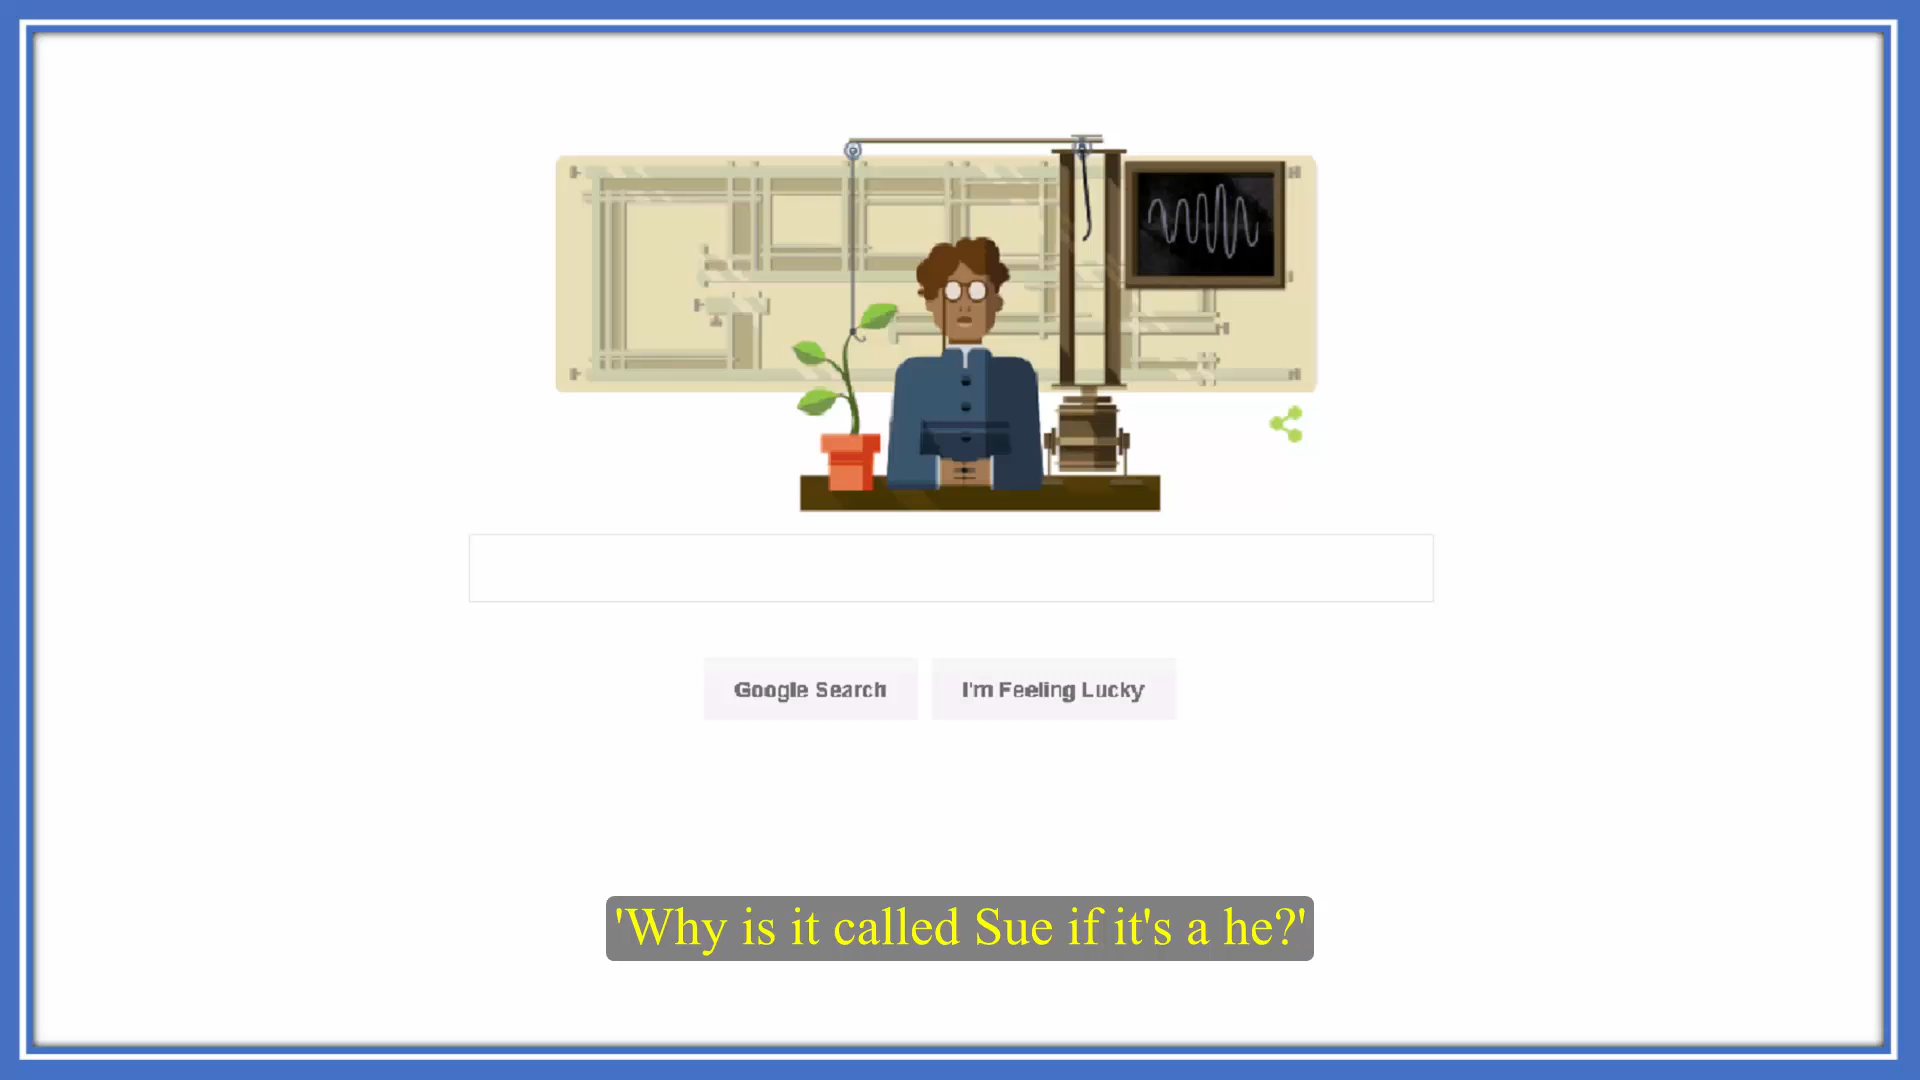 Google Search
I'm Feeling Lucky
'Why is it called Sue if it's a he?'